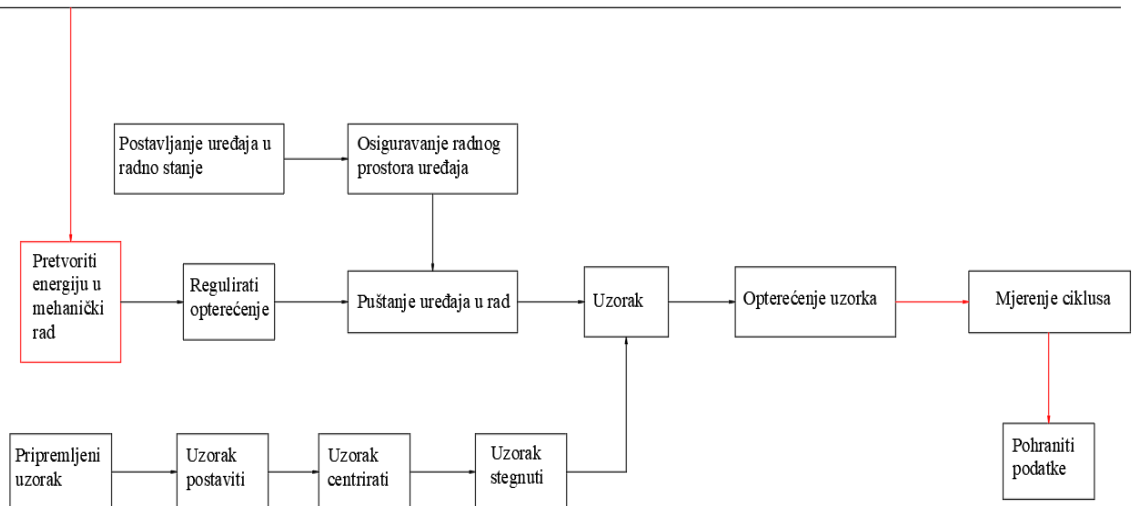 Postavljanje uređaja u
radno stanje
Osiguravanje radnog
prostora uređaja
Pretvoriti
energiju u
mehanički
rad
Regulirati
opterećenje
Puštanje uređaja u rad
Uzorak
Opterećenje uzorka
Mjerenje ciklusa
Pripremljeni
uzorak
Uzorak
postaviti
Uzorak
centrirati
Uzorak
stegnuti
Pohraniti
podatke